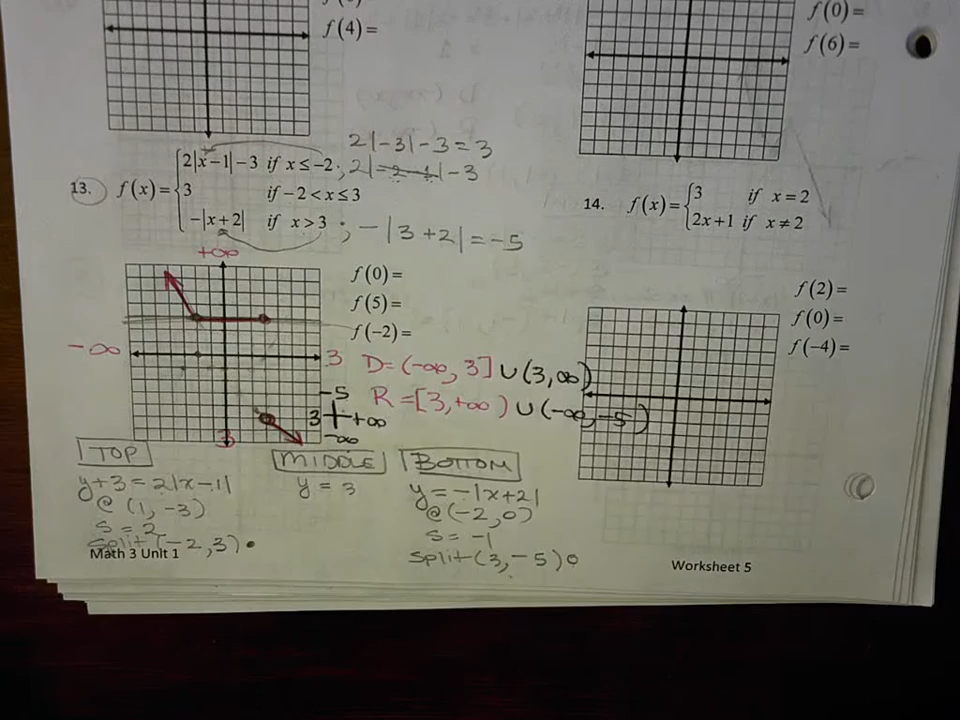 f(4)=
f(0)=
f(6)=
2|-3|-3=3
13. f(x)= 2|x-1|-3 if x≤-2
3 if -2<x≤3
-|x+2| if x>3
-3
; -|3+2|=-5
14. f(x)= 3 if x=2
2x+1 if x≠2
+∞
f(0)=
f(5)=
f(-2)=
-∞
3
D=(-∞, 3] ∪ (3, ∞)
R=[3,+∞) ∪ (-∞, -5)
-5
3
+∞
-∞
3
f(2)=
f(0)=
f(-4)=
TOP
y+3=2|x-1|
@ (1, -3)
s=2
split (-2, 3) •
MIDDLE
y=3
BOTTOM
y=-|x+2|
@ (-2, 0)
s=-1
split (3, -5) ○
Math 3 Unit 1
Worksheet 5